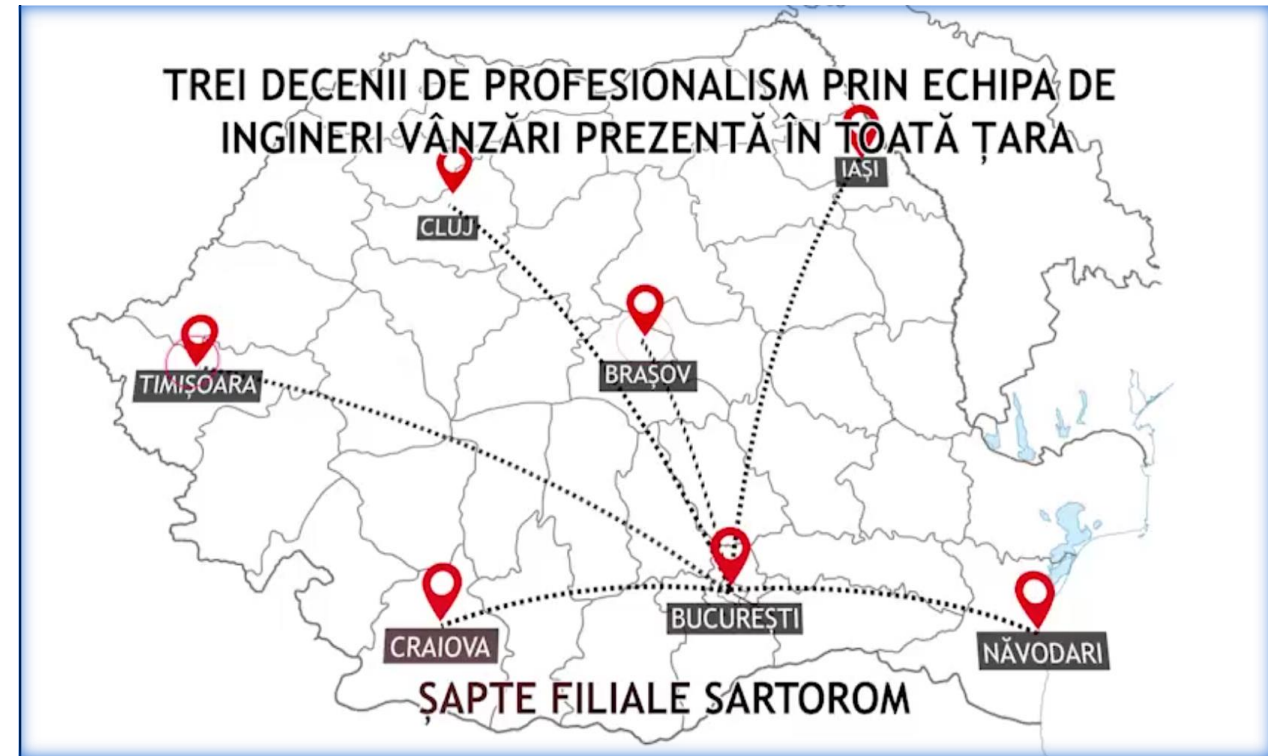 TREI DECENII DE PROFESIONALISM PRIN ECHIPA DE
INGINERI VÂNZĂRI PREZENTĂ ÎN TOATĂ ȚARA
IAȘI
CLUJ
BRAȘOV
TIMIȘOARA
BUCUREȘTI
CRAIOVA
NĂVODARI
ȘAPTE FILIALE SARTOROM